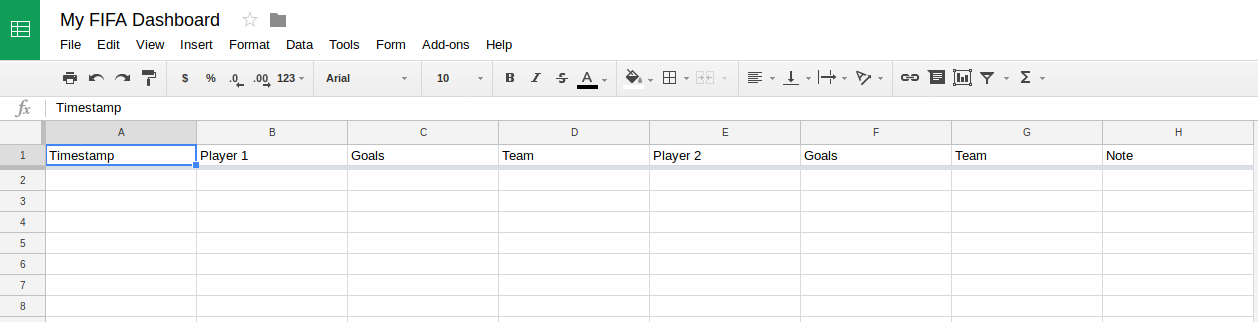 My FIFA Dashboard
File Edit View Insert Format Data Tools Form Add-ons Help
$ % .0 .00 123 Arial 10 B I S A Σ
fx Timestamp
A B C D E F G H
1 Timestamp Player 1 Goals Team Player 2 Goals Team Note
2
3
4
5
6
7
8